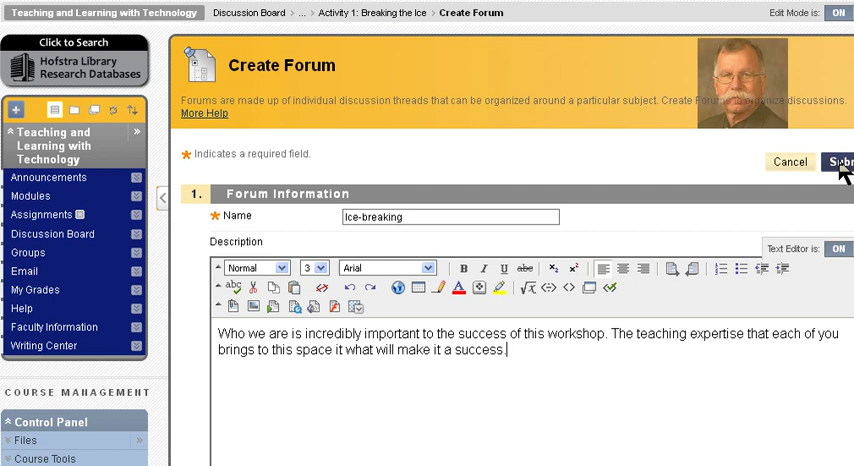 Teaching and Learning with Technology
Discussion Board > ... > Activity 1: Breaking the Ice > Create Forum
Edit Mode is: ON
Click to Search
Hofstra Library
Research Databases
Teaching and
Learning with
Technology
Announcements
Modules
Assignments
Discussion Board
Groups
Email
My Grades
Help
Faculty Information
Writing Center
COURSE MANAGEMENT
Control Panel
Files
Course Tools
Create Forum
Forums are made up of individual discussion threads that can be organized around a particular subject. Create Forums to organize discussions.
More Help
* Indicates a required field.
Cancel
1. Forum Information
* Name Ice-breaking
Description
Text Editor is: ON
Normal 3 Arial B I U abc x₂ x²
abc
Who we are is incredibly important to the success of this workshop. The teaching expertise that each of you
brings to this space it what will make it a success.